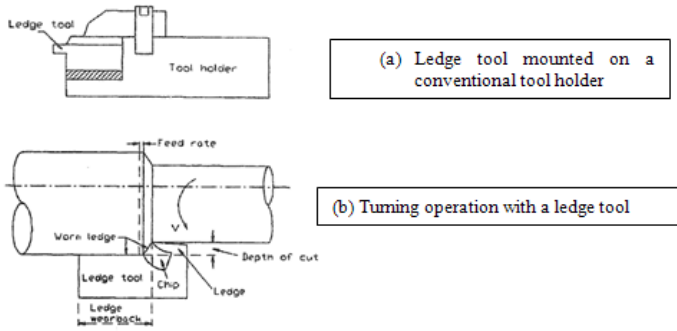 Ledge tool
Tool holder
(a) Ledge tool mounted on a
conventional tool holder
Feed rate
Worn ledge
V
Depth of cut
Ledge tool
Chip
Ledge
Ledge
wearback
(b) Turning operation with a ledge tool